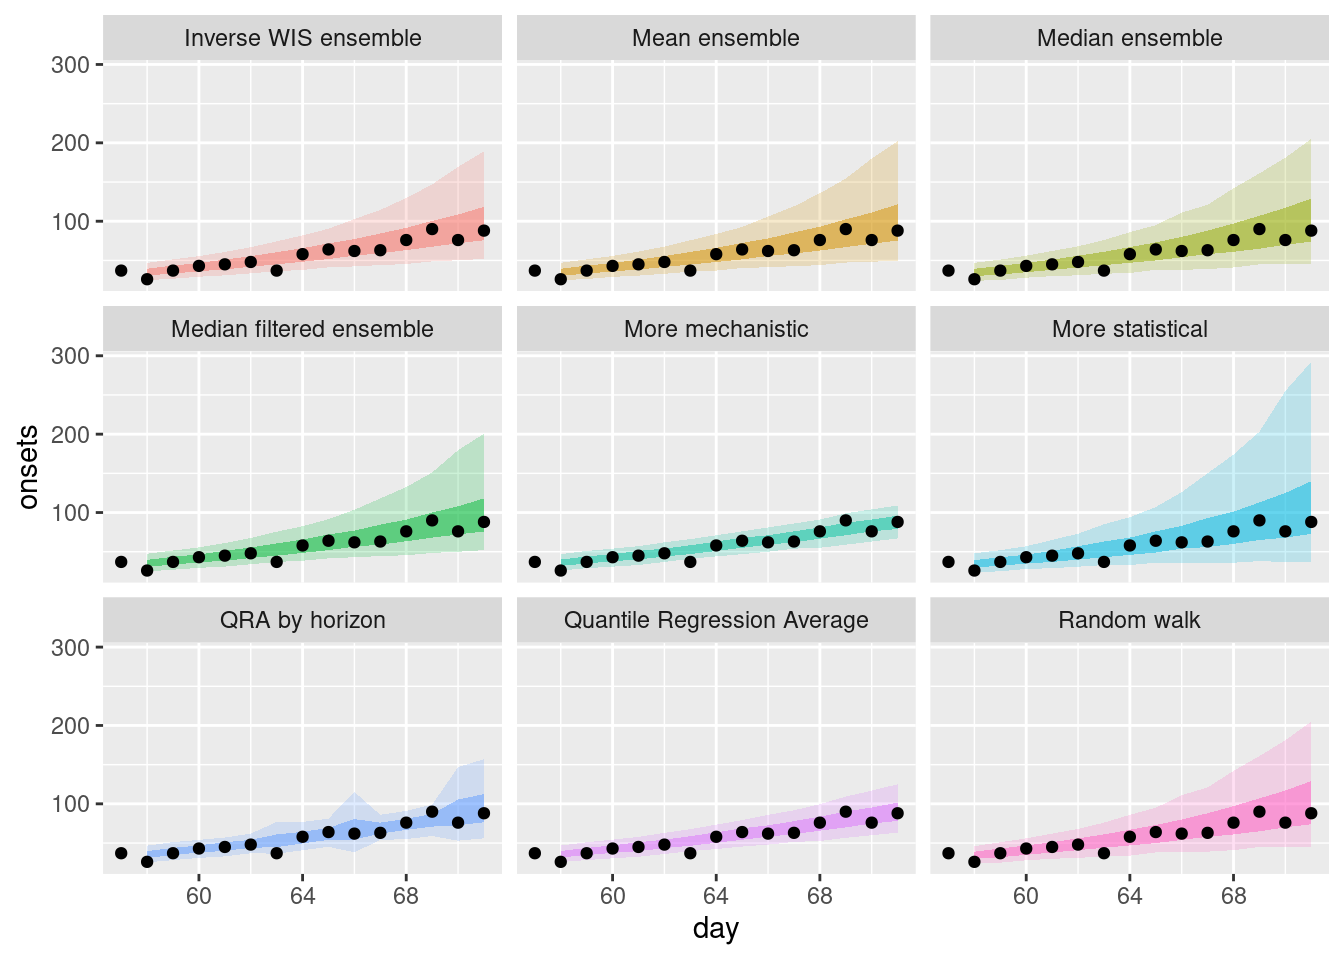 Inverse WIS ensemble
Mean ensemble
Median ensemble
300
200
100
Median filtered ensemble
More mechanistic
More statistical
300
200
100
onsets
QRA by horizon
Quantile Regression Average
Random walk
300
200
100
60 64 68
60 64 68
60 64 68
day